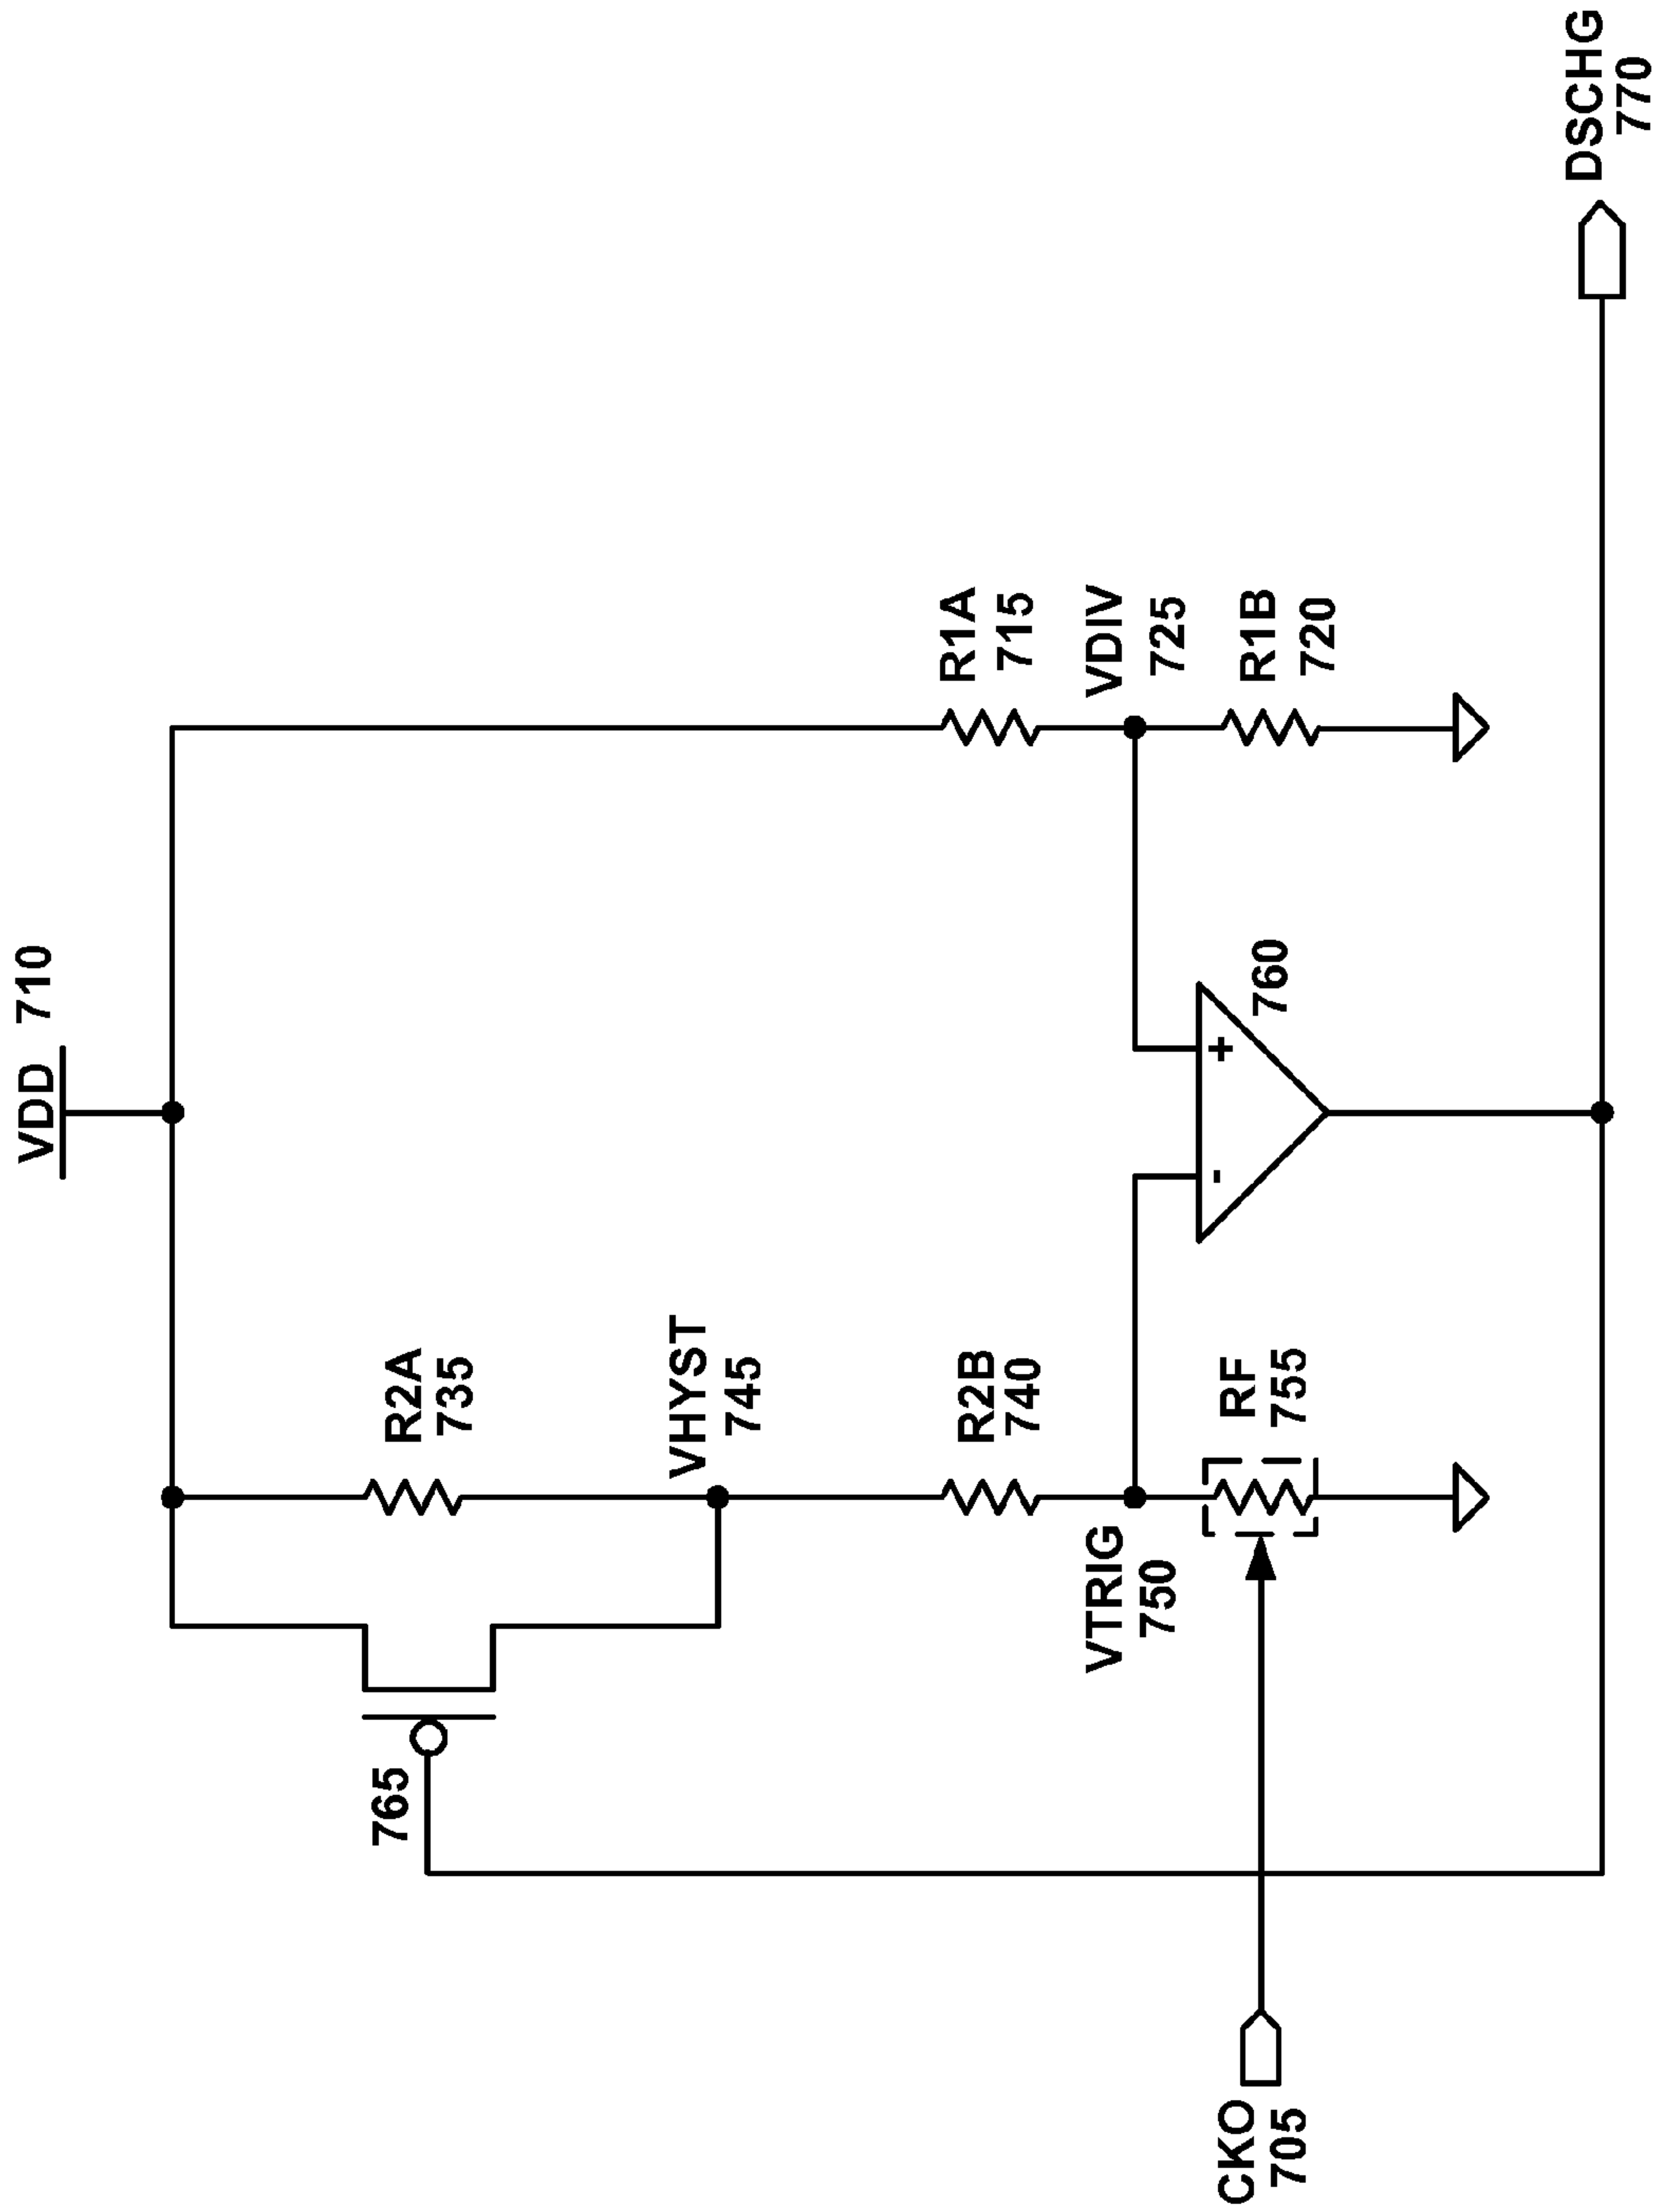 VDD 710
R2A
735
765
VHYST
745
R1A
715
R2B
740
VTRIG
750
VDIV
725
-
+
760
RF
755
R1B
720
CKO
705
DSCHG
770